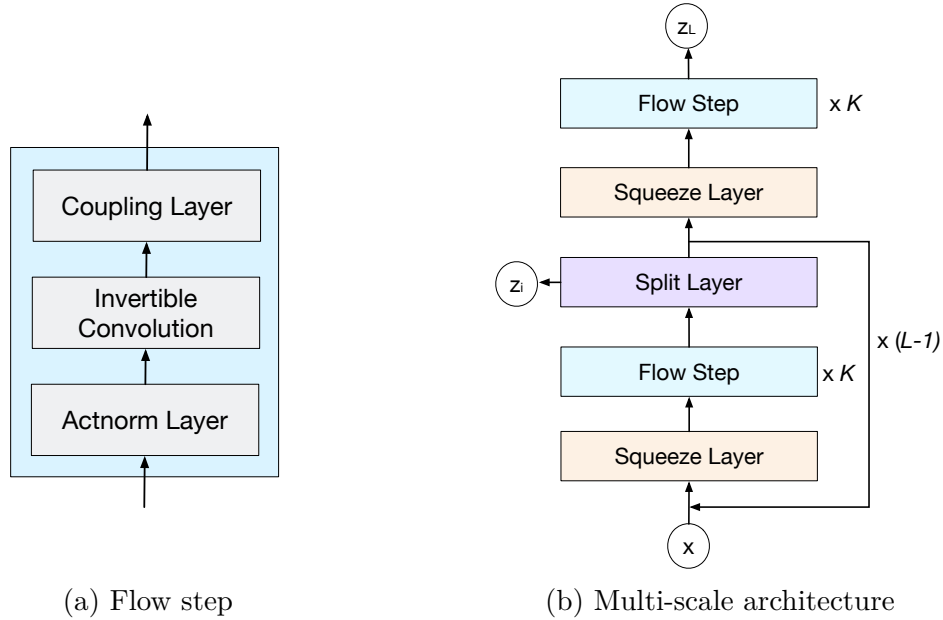 Coupling Layer
Invertible
Convolution
Actnorm Layer
(a) Flow step
zL
Flow Step
x K
Squeeze Layer
Split Layer
zi
x (L-1)
Flow Step
x K
Squeeze Layer
x
(b) Multi-scale architecture